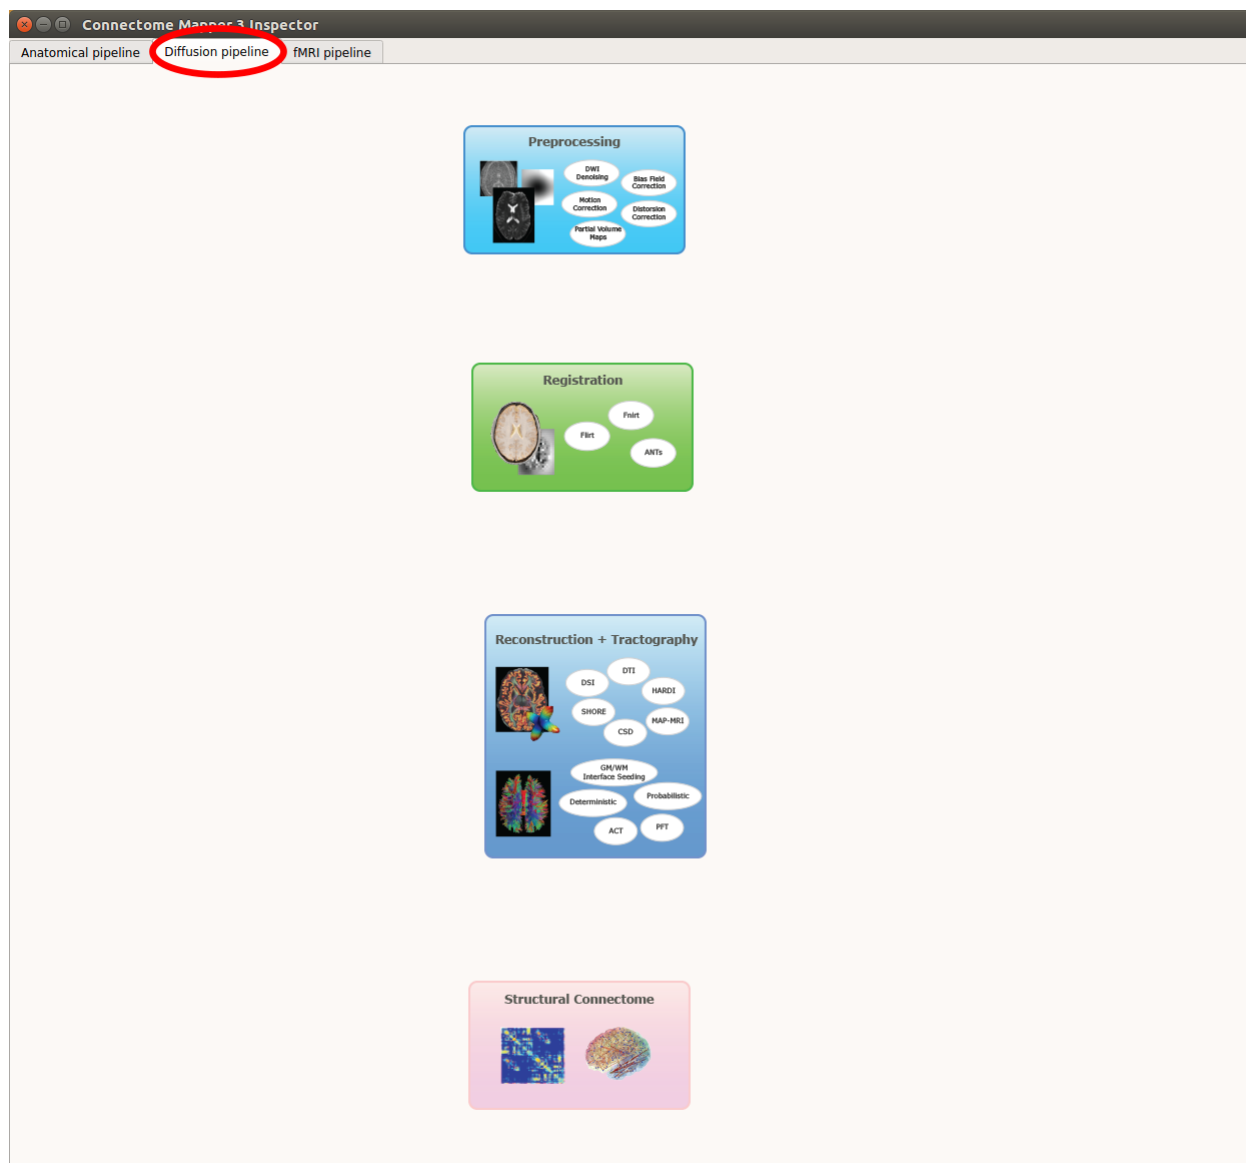 Connectome Mapper 3 Inspector
Anatomical pipeline
Diffusion pipeline
fMRI pipeline
Preprocessing
DWI
Denoising
Bias Field
Correction
Motion
Correction
Distorsion
Correction
Partial Volume
Maps
Registration
Fnirt
Flirt
ANTs
Reconstruction + Tractography
DTI
DSI
HARDI
SHORE
MAP-MRI
CSD
GM/WM
Interface Seeding
Probabilistic
Deterministic
PFT
ACT
Structural Connectome